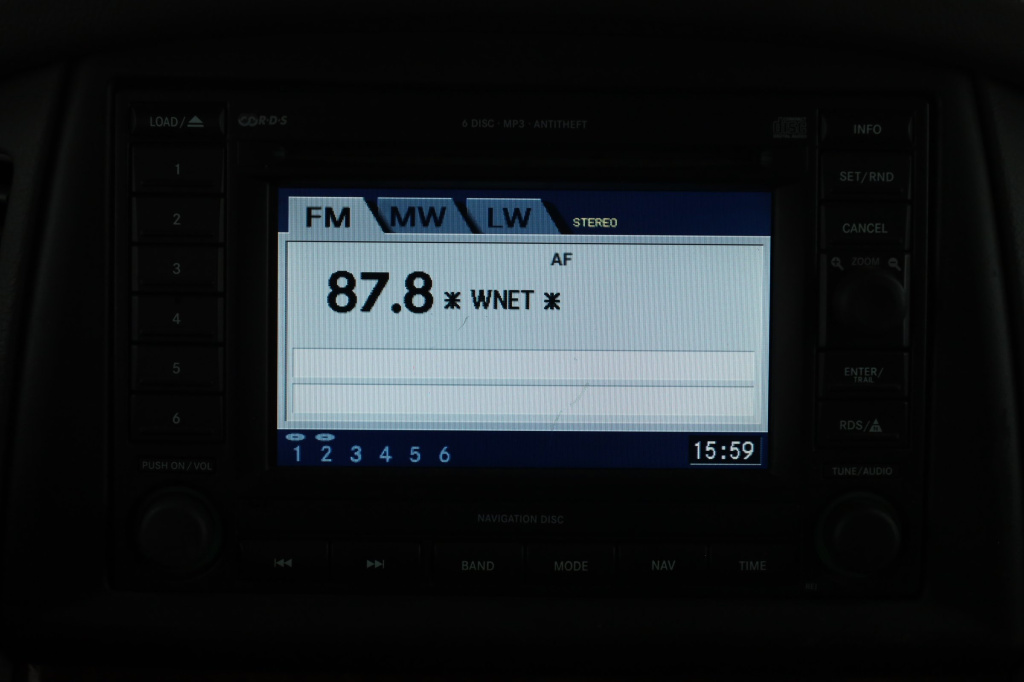 LOAD/
R·D·S
6 DISC · MP3 · ANTITHEFT
INFO
1
SET/RND
2
CANCEL
3
ZOOM
4
5
ENTER/
TRAIL
6
RDS/
PUSH ON / VOL
TUNE/AUDIO
FM MW LW STEREO
AF
87.8 * WNET *
1 2 3 4 5 6 15:59
NAVIGATION DISC
BAND MODE NAV TIME